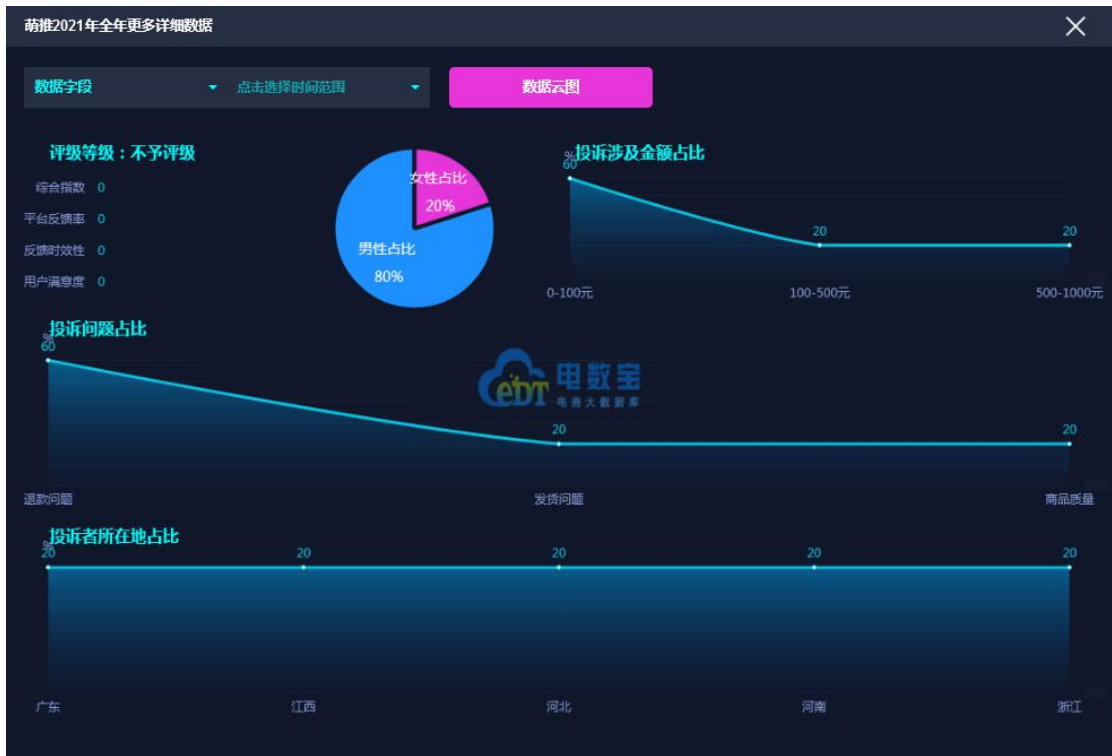 萌推2021年全年更多详细数据
数据字段
点击选择时间范围
数据云图
评级等级：不予评级
综合指数 0
平台反馈率 0
反馈时效性 0
用户满意度 0
女性占比
20%
男性占比
80%
投诉涉及金额占比
%
60
20
20
0-100元
100-500元
500-1000元
投诉问题占比
%
60
20
20
退款问题
发货问题
商品质量
eDT 电数宝
电商大数据库
投诉者所在地占比
%
20
20
20
20
20
广东
江西
河北
河南
浙江